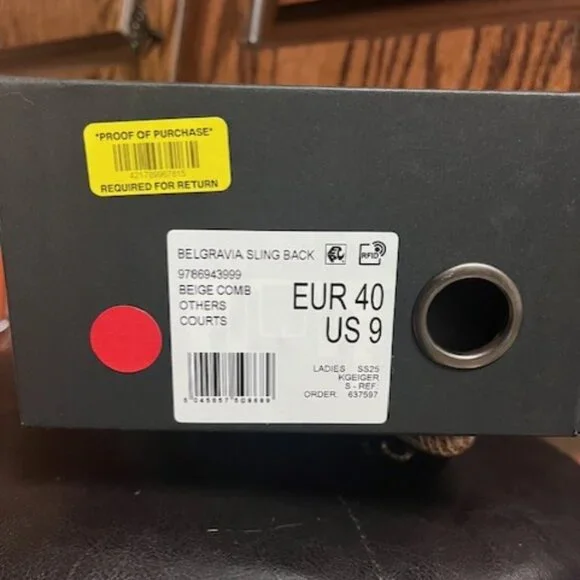 *PROOF OF PURCHASE*
REQUIRED FOR RETURN
BELGRAVIA SLING BACK
RFID
9786943999
BEIGE COMB
OTHERS
COURTS
EUR 40
US 9
LADIES SS25
KGEIGER
S - REF:
ORDER: 637597